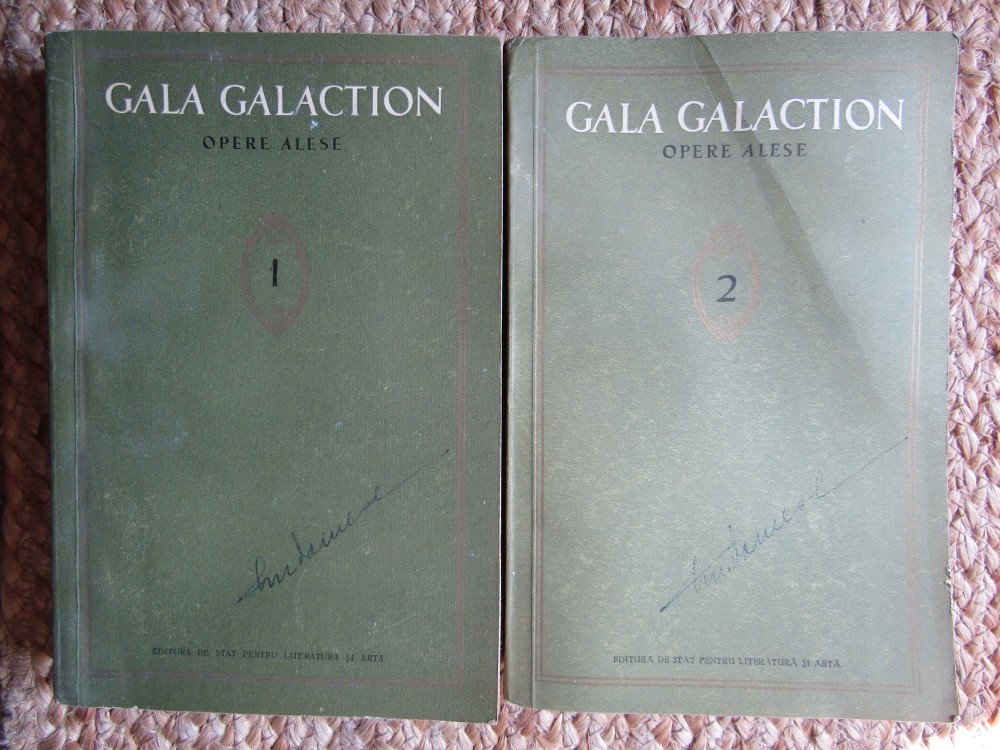 GALA GALACTION
OPERE ALESE
1
EDITURA DE STAT PENTRU LITERATURĂ ȘI ARTĂ
GALA GALACTION
OPERE ALESE
2
EDITURA DE STAT PENTRU LITERATURĂ ȘI ARTĂ